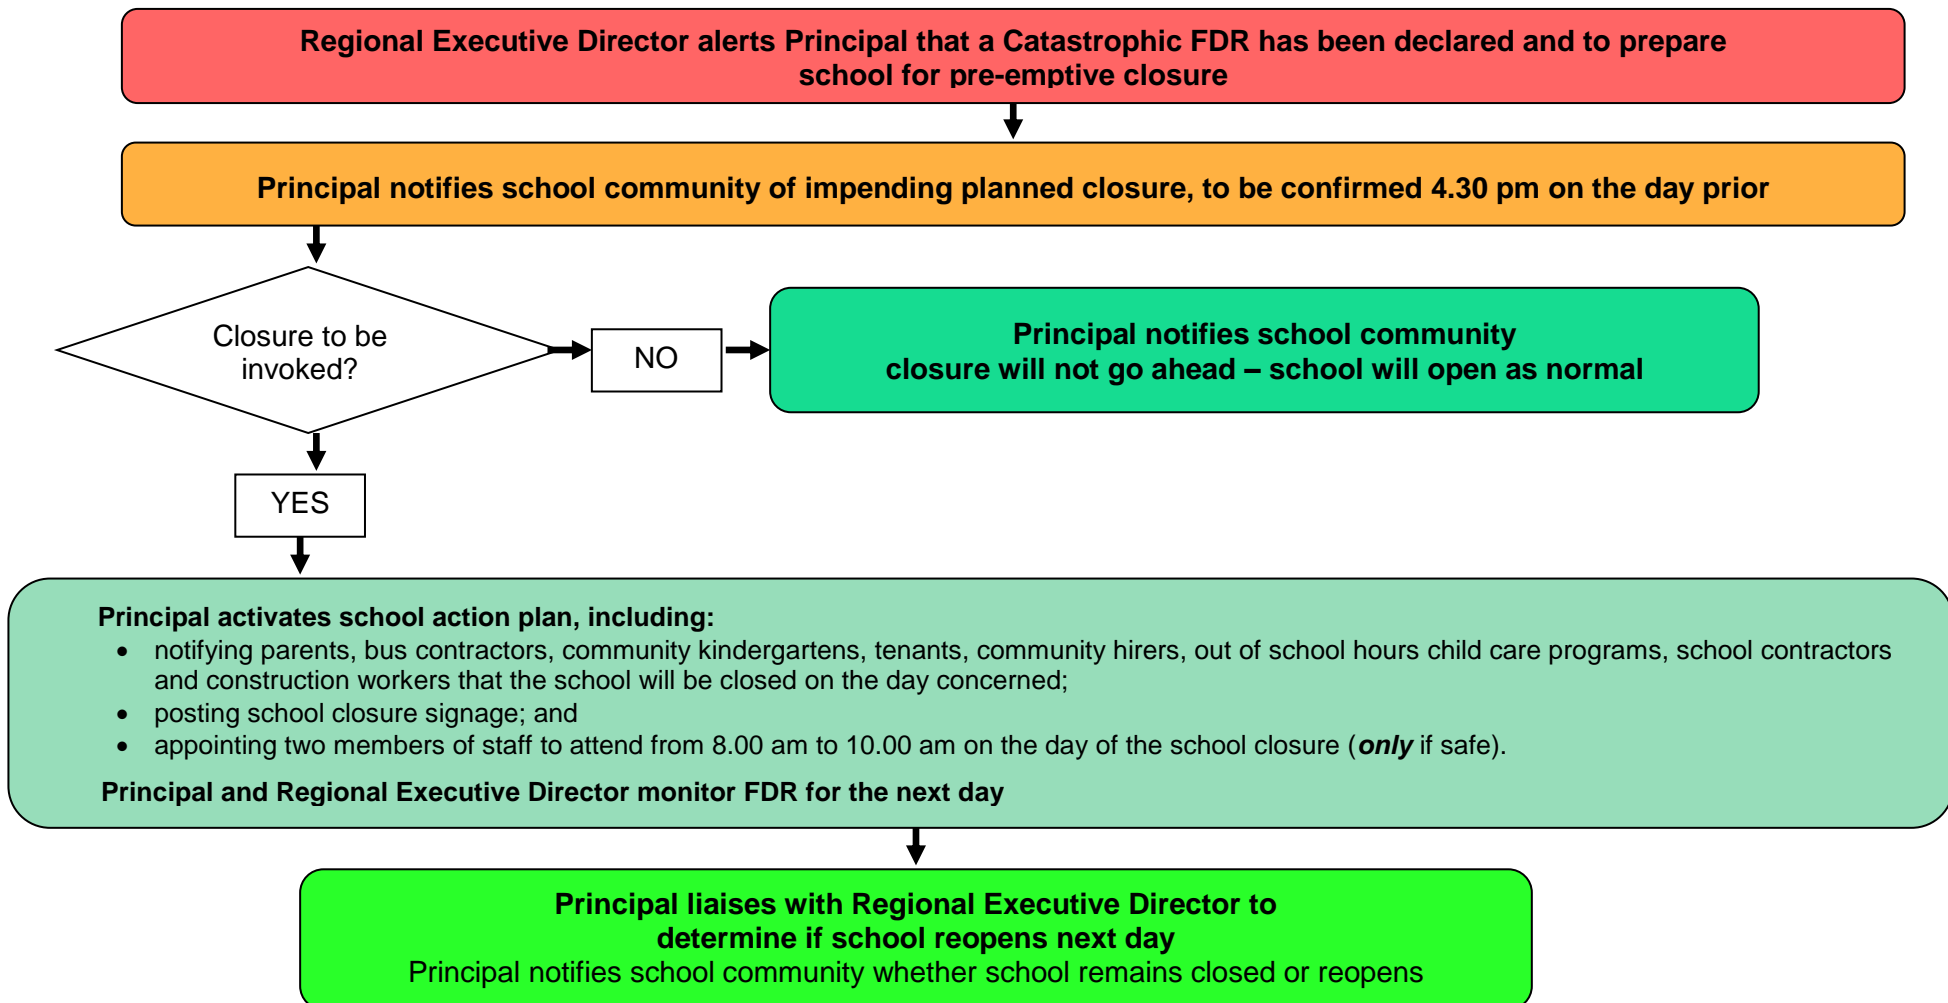 Regional Executive Director alerts Principal that a Catastrophic FDR has been declared and to prepare
school for pre-emptive closure
Principal notifies school community of impending planned closure, to be confirmed 4.30 pm on the day prior
Closure to be
invoked?
NO
Principal notifies school community
closure will not go ahead – school will open as normal
YES
Principal activates school action plan, including:
• notifying parents, bus contractors, community kindergartens, tenants, community hirers, out of school hours child care programs, school contractors
and construction workers that the school will be closed on the day concerned;
• posting school closure signage; and
• appointing two members of staff to attend from 8.00 am to 10.00 am on the day of the school closure (only if safe).
Principal and Regional Executive Director monitor FDR for the next day
Principal liaises with Regional Executive Director to
determine if school reopens next day
Principal notifies school community whether school remains closed or reopens